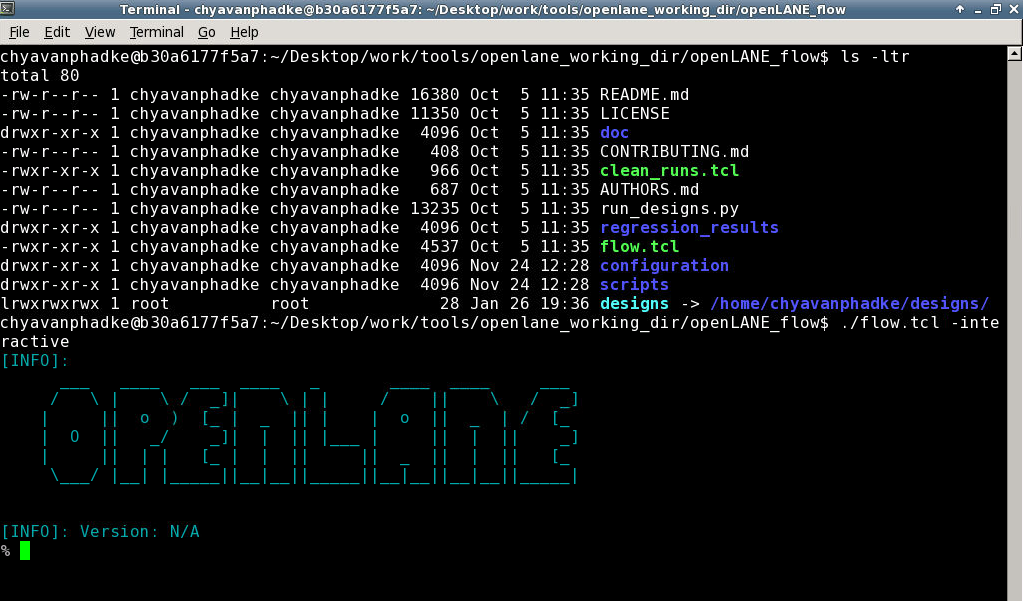 Terminal - chyavanphadke@b30a6177f5a7: ~/Desktop/work/tools/openlane_working_dir/openLANE_flow
File Edit View Terminal Go Help
chyavanphadke@b30a6177f5a7:~/Desktop/work/tools/openlane_working_dir/openLANE_flow$ ls -ltr
total 80
-rw-r--r-- 1 chyavanphadke chyavanphadke 16380 Oct  5 11:35 README.md
-rw-r--r-- 1 chyavanphadke chyavanphadke 11350 Oct  5 11:35 LICENSE
drwxr-xr-x 1 chyavanphadke chyavanphadke  4096 Oct  5 11:35 doc
-rw-r--r-- 1 chyavanphadke chyavanphadke   408 Oct  5 11:35 CONTRIBUTING.md
-rwxr-xr-x 1 chyavanphadke chyavanphadke   966 Oct  5 11:35 clean_runs.tcl
-rw-r--r-- 1 chyavanphadke chyavanphadke   687 Oct  5 11:35 AUTHORS.md
-rw-r--r-- 1 chyavanphadke chyavanphadke 13235 Oct  5 11:35 run_designs.py
drwxr-xr-x 1 chyavanphadke chyavanphadke  4096 Oct  5 11:35 regression_results
-rwxr-xr-x 1 chyavanphadke chyavanphadke  4537 Oct  5 11:35 flow.tcl
drwxr-xr-x 1 chyavanphadke chyavanphadke  4096 Nov 24 12:28 configuration
drwxr-xr-x 1 chyavanphadke chyavanphadke  4096 Nov 24 12:28 scripts
lrwxrwxrwx 1 root          root             28 Jan 26 19:36 designs -> /home/chyavanphadke/designs/
chyavanphadke@b30a6177f5a7:~/Desktop/work/tools/openlane_working_dir/openLANE_flow$ ./flow.tcl -inte
ractive
[INFO]:
OPENLANE
[INFO]: Version: N/A
%